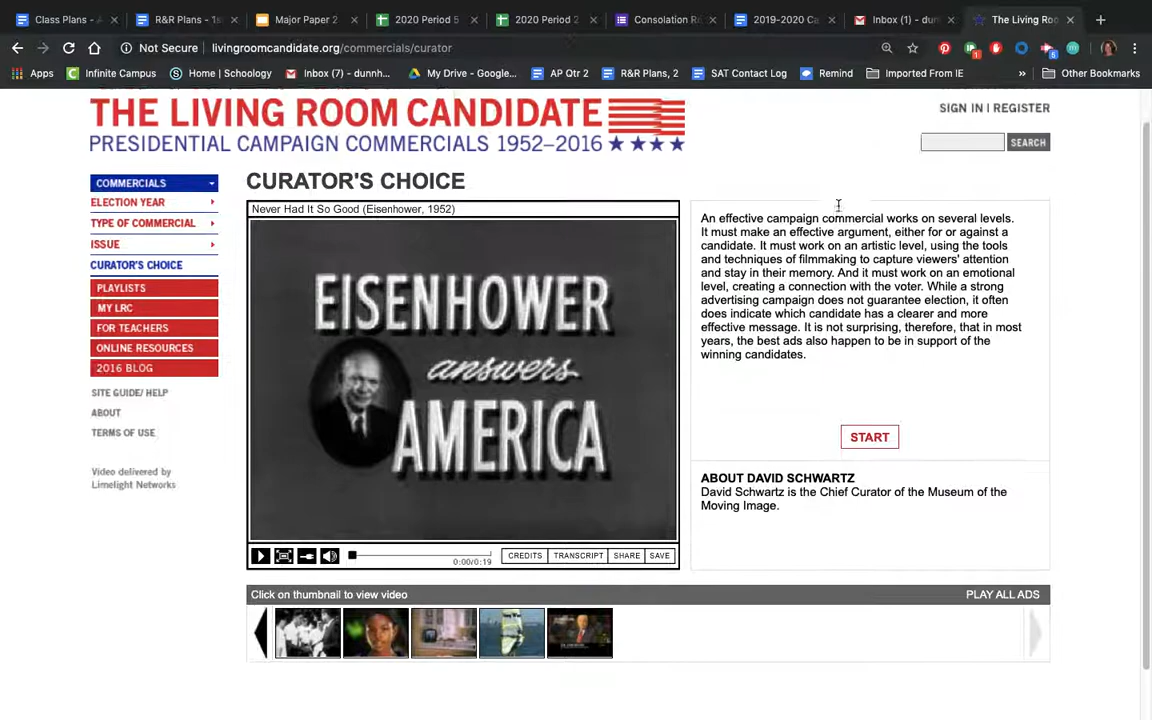 Class Plans - A
R&R Plans - 1s
Major Paper 2
2020 Period 5
2020 Period 2
Consolation R
2019-2020 Ca
Inbox (1) - dun
The Living Roo
Not Secure | livingroomcandidate.org/commercials/curator
Apps
Infinite Campus
Home | Schoology
Inbox (7) - dunnh...
My Drive - Google...
AP Qtr 2
R&R Plans, 2
SAT Contact Log
Remind
Imported From IE
»
Other Bookmarks
THE LIVING ROOM CANDIDATE
PRESIDENTIAL CAMPAIGN COMMERCIALS 1952–2016
SIGN IN | REGISTER
SEARCH
COMMERCIALS
ELECTION YEAR
TYPE OF COMMERCIAL
ISSUE
CURATOR'S CHOICE
PLAYLISTS
MY LRC
FOR TEACHERS
ONLINE RESOURCES
2016 BLOG
SITE GUIDE/ HELP
ABOUT
TERMS OF USE
Video delivered by
Limelight Networks
CURATOR'S CHOICE
Never Had It So Good (Eisenhower, 1952)
EISENHOWER
answers
AMERICA
0:00/0:19
CREDITS
TRANSCRIPT
SHARE
SAVE
An effective campaign commercial works on several levels.
It must make an effective argument, either for or against a
candidate. It must work on an artistic level, using the tools
and techniques of filmmaking to capture viewers' attention
and stay in their memory. And it must work on an emotional
level, creating a connection with the voter. While a strong
advertising campaign does not guarantee election, it often
does indicate which candidate has a clearer and more
effective message. It is not surprising, therefore, that in most
years, the best ads also happen to be in support of the
winning candidates.
START
ABOUT DAVID SCHWARTZ
David Schwartz is the Chief Curator of the Museum of the
Moving Image.
Click on thumbnail to view video
PLAY ALL ADS